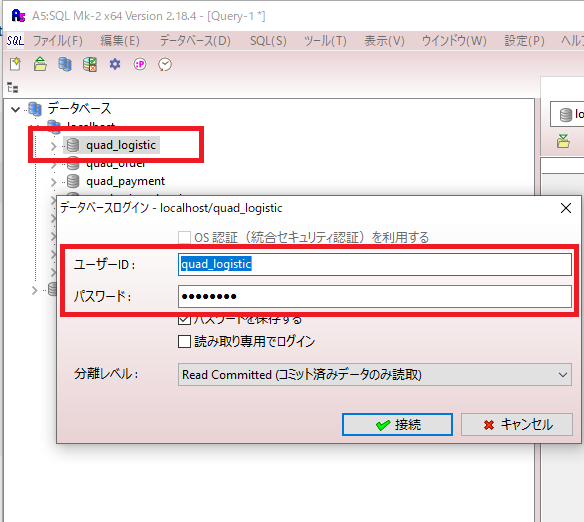 A5:SQL Mk-2 x64 Version 2.18.4 - [Query-1 *]
SQL ファイル(F) 編集(E) データベース(D) SQL(S) ツール(T) 表示(V) ウインドウ(W) 設定(P) ヘル
データベース
localhost
quad_logistic
lo
quad_order
quad_payment
データベースログイン - localhost/quad_logistic
OS 認証（統合セキュリティ認証）を利用する
ユーザーID： quad_logistic
パスワード： ●●●●●●●●
パスワードを保存する
読み取り専用でログイン
分離レベル： Read Committed (コミット済みデータのみ読取)
接続 キャンセル